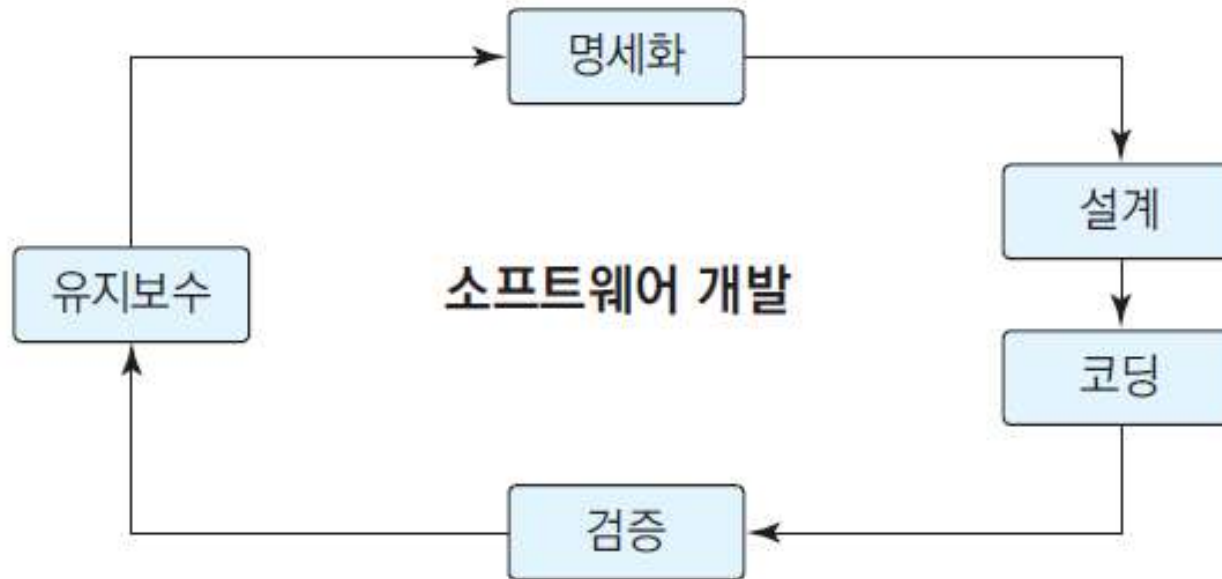 명세화
설계
유지보수
소프트웨어 개발
코딩
검증